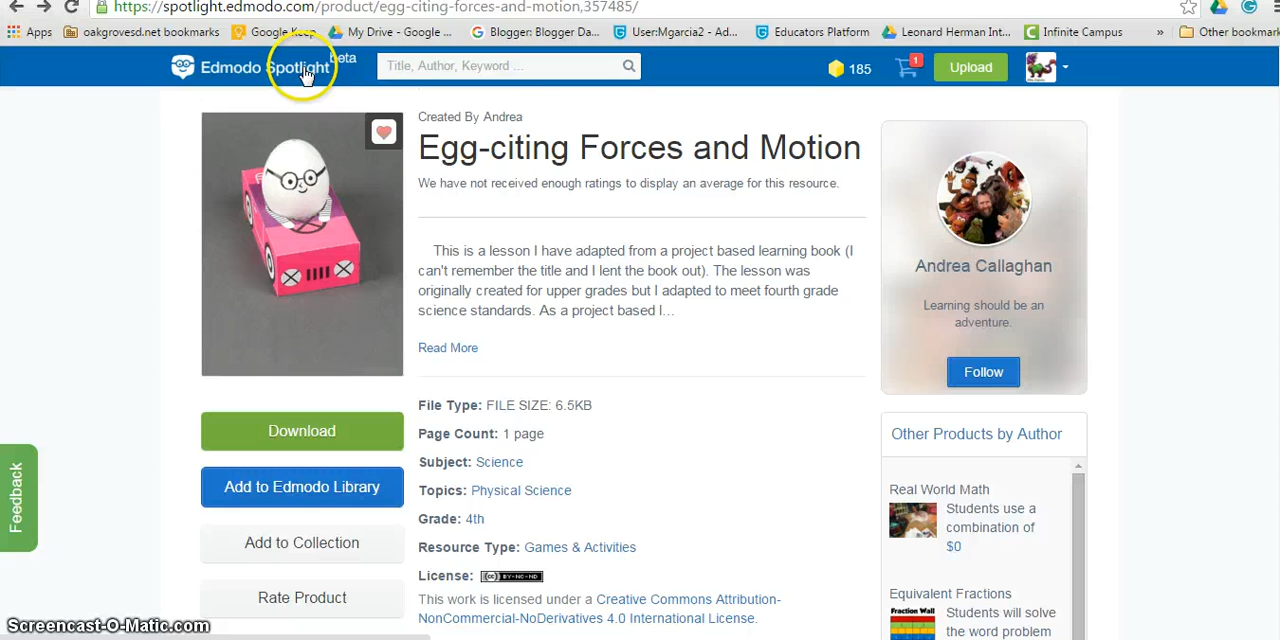 https://spotlight.edmodo.com/product/egg-citing-forces-and-motion,357485/
Apps oakgrovesd.net bookmarks Google Keep My Drive - Google ... Blogger: Blogger Da... User:Mgarcia2 - Ad... Educators Platform Leonard Herman Int... Infinite Campus » Other bookmark
Edmodo Spotlight beta Title, Author, Keyword ... 185 1 Upload
Created By Andrea
Egg-citing Forces and Motion
We have not received enough ratings to display an average for this resource.
This is a lesson I have adapted from a project based learning book (I
can't remember the title and I lent the book out). The lesson was
originally created for upper grades but I adapted to meet fourth grade
science standards. As a project based l...
Read More
Download
Add to Edmodo Library
Add to Collection
Rate Product
File Type: FILE SIZE: 6.5KB
Page Count: 1 page
Subject: Science
Topics: Physical Science
Grade: 4th
Resource Type: Games & Activities
License: CC BY-NC-ND
This work is licensed under a Creative Commons Attribution-
NonCommercial-NoDerivatives 4.0 International License.
Andrea Callaghan
Learning should be an
adventure.
Follow
Other Products by Author
Real World Math
Students use a
combination of
$0
Equivalent Fractions
Fraction Wall
Students will solve
the word problem
Feedback
Screencast-O-Matic.com